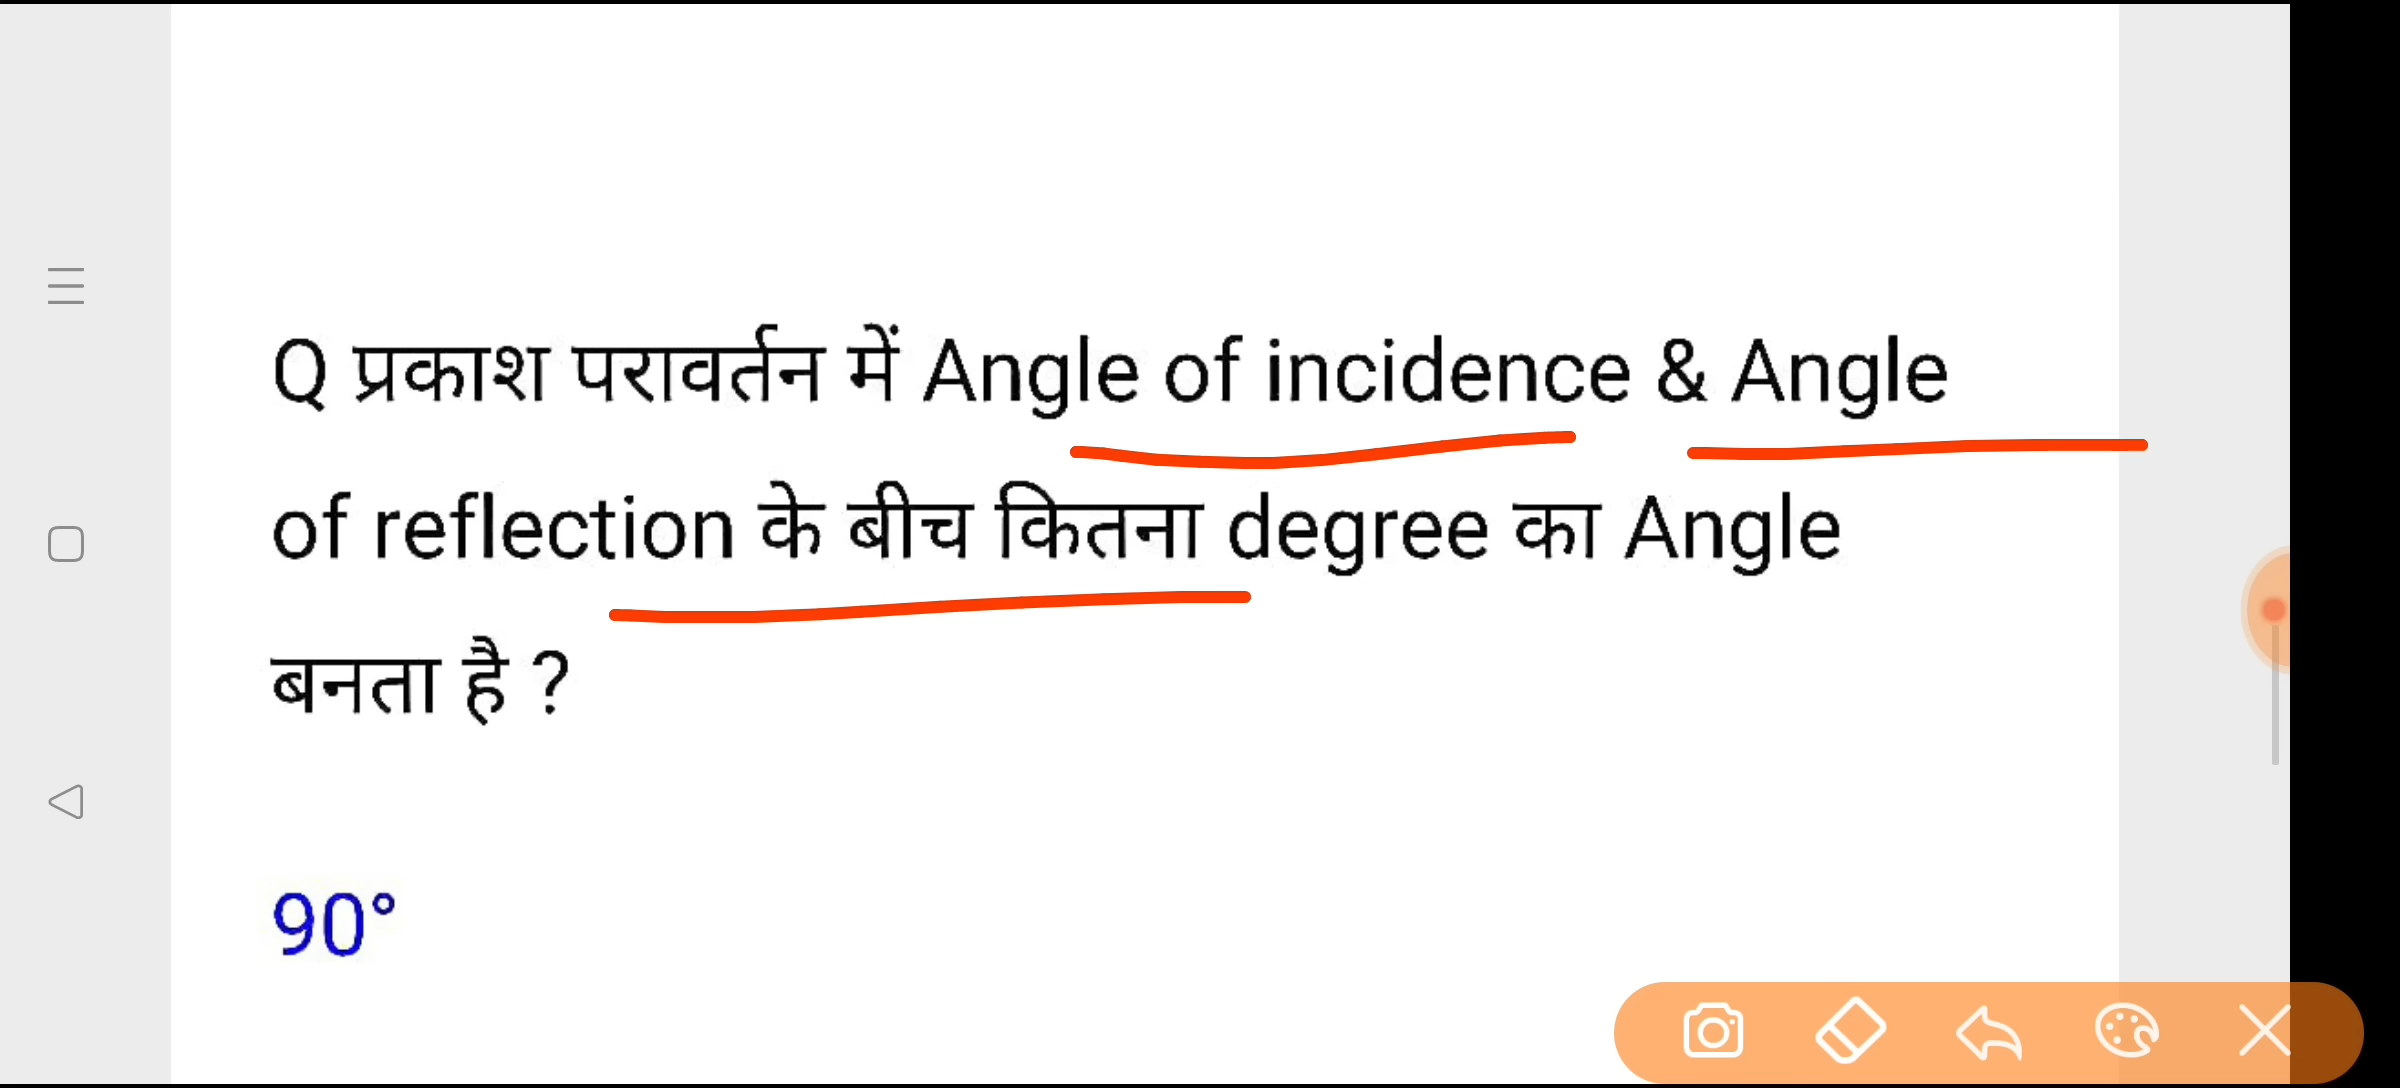 Q प्रकाश परावर्तन में Angle of incidence & Angle
of reflection के बीच कितना degree का Angle
बनता है ?
90°